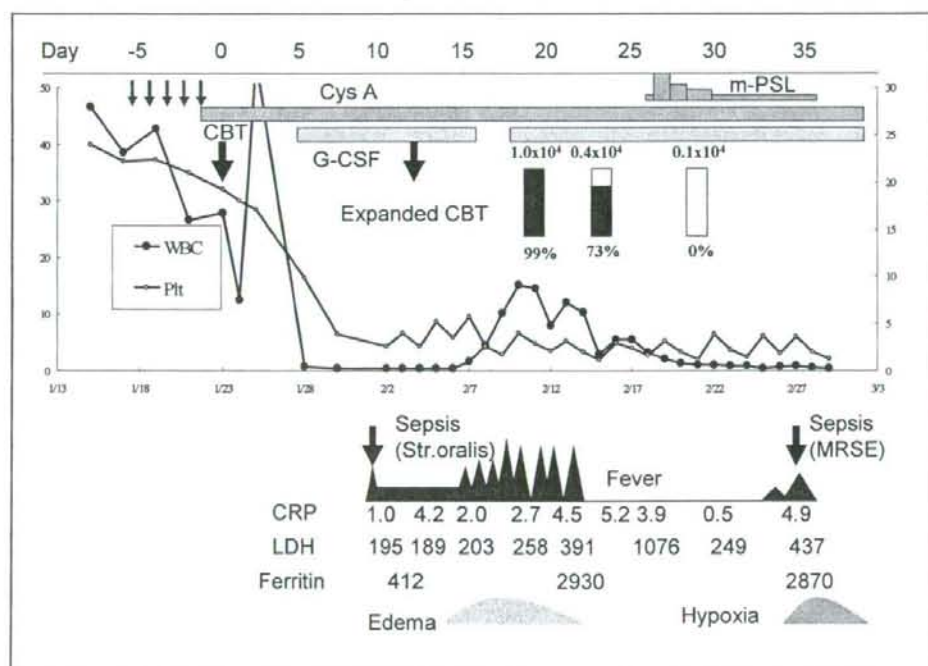 Day -5 0 5 10 15 20 25 30 35
50 Cys A m-PSL 30
40 CBT 25
G-CSF 1.0x10⁴ 0.4x10⁴ 0.1x10⁴
30 Expanded CBT 20
15
WBC 99% 73% 0%
20 Plt 10
10 5
0 0
1/13 1/18 1/23 1/28 2/2 2/7 2/12 2/17 2/22 2/27 3/3
Sepsis Sepsis
(Str.oralis) (MRSE)
Fever
CRP 1.0 4.2 2.0 2.7 4.5 5.2 3.9 0.5 4.9
LDH 195 189 203 258 391 1076 249 437
Ferritin 412 2930 2870
Edema Hypoxia